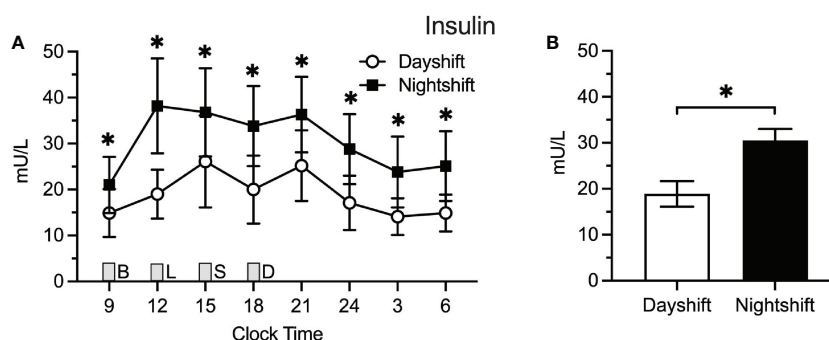 Insulin
A
50
40
30
20
10
0
mU/L
* * * * * * * *
Dayshift
Nightshift
B L S D
9 12 15 18 21 24 3 6
Clock Time
B
50
40
30
20
10
0
mU/L
*
Dayshift Nightshift